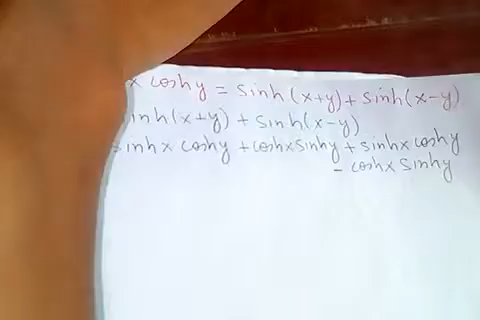 x coshy = sinh(x+y) + sinh(x-y)
inh(x+y) + sinh(x-y)
inhx coshy + coshx sinhy + sinhx coshy
- coshx sinhy